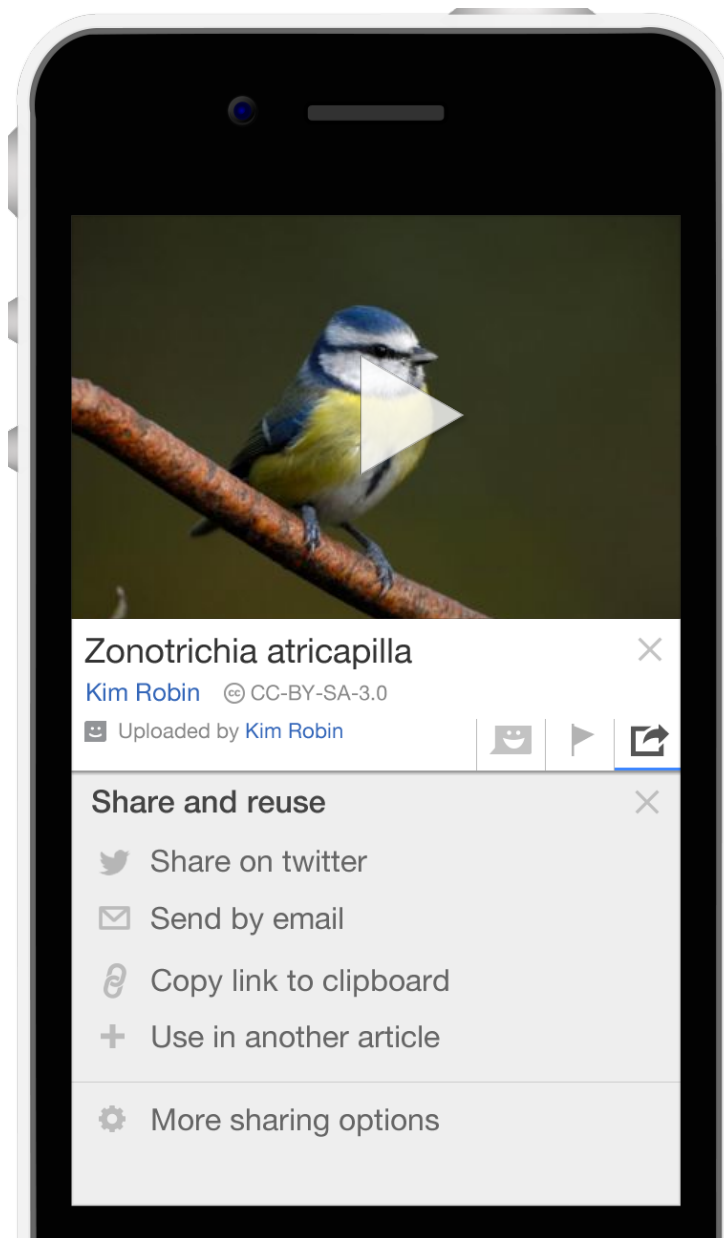 Zonotrichia atricapilla
Kim Robin cc CC-BY-SA-3.0
Uploaded by Kim Robin
Share and reuse
Share on twitter
Send by email
Copy link to clipboard
Use in another article
More sharing options